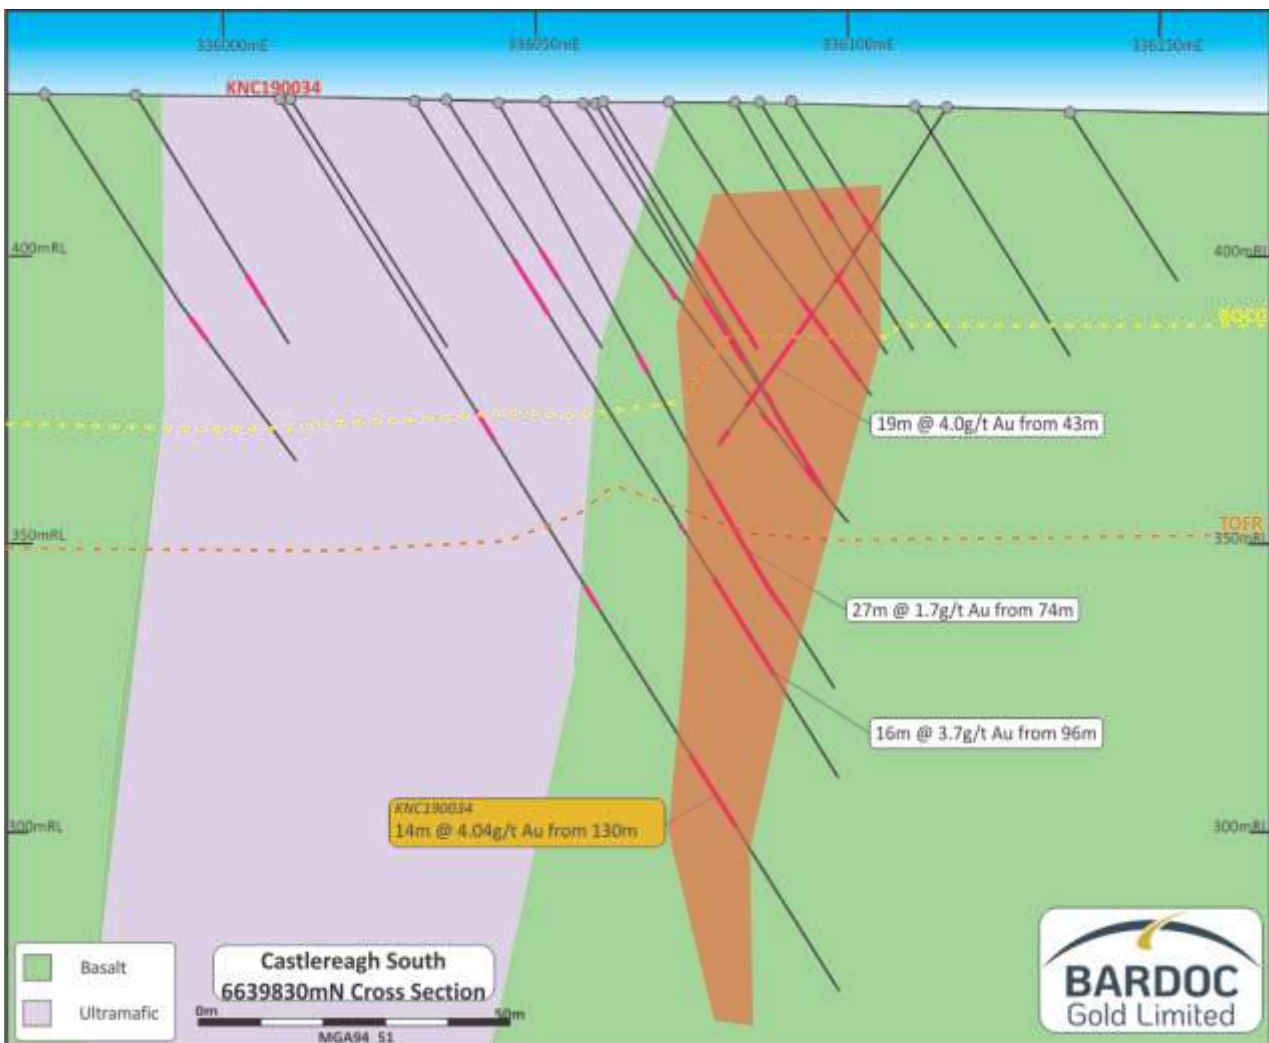 336000mE 336050mE 336100mE 336150mE
KNC190034
400mRL 400mRL
BOCO
19m @ 4.0g/t Au from 43m
TOFR
350mRL 350mRL
27m @ 1.7g/t Au from 74m
16m @ 3.7g/t Au from 96m
KNC190034
14m @ 4.04g/t Au from 130m
300mRL 300mRL
Basalt
Ultramafic
Castlereagh South
6639830mN Cross Section
0m 50m
MGA94_51
BARDOC
Gold Limited